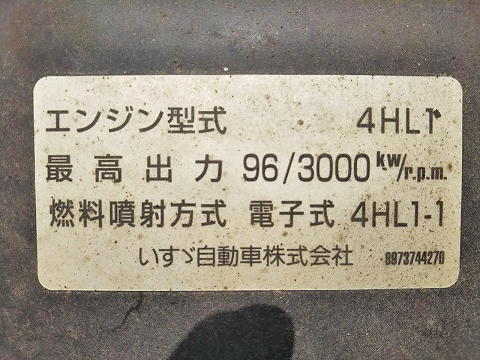 エンジン型式 4HL1
最高出力 96/3000 kw/r.p.m.
燃料噴射方式 電子式 4HL1-1
いすゞ自動車株式会社 8973744270